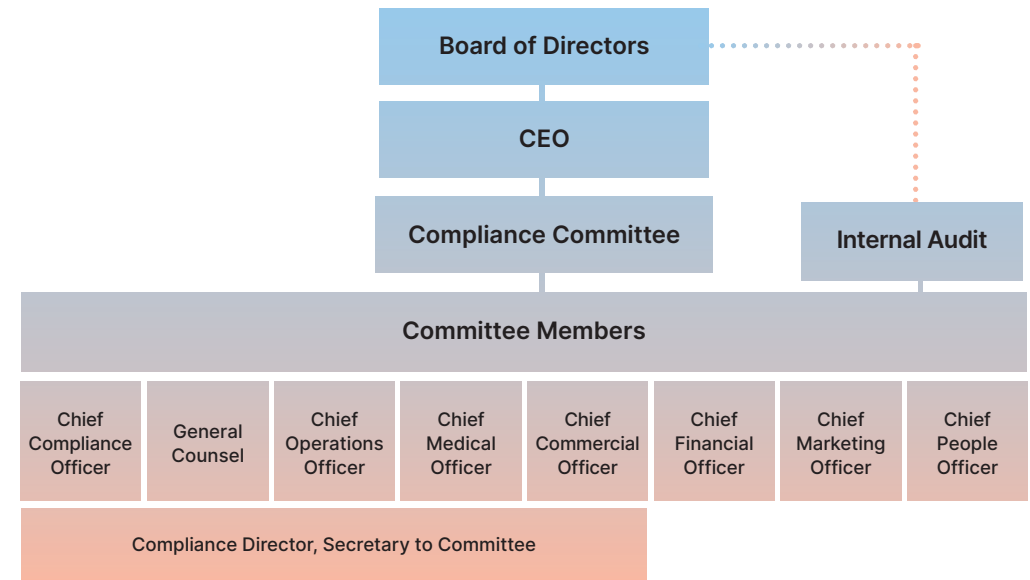 Board of Directors
CEO
Compliance Committee
Internal Audit
Committee Members
Chief
Compliance
Officer
General
Counsel
Chief
Operations
Officer
Chief
Medical
Officer
Chief
Commercial
Officer
Chief
Financial
Officer
Chief
Marketing
Officer
Chief
People
Officer
Compliance Director, Secretary to Committee